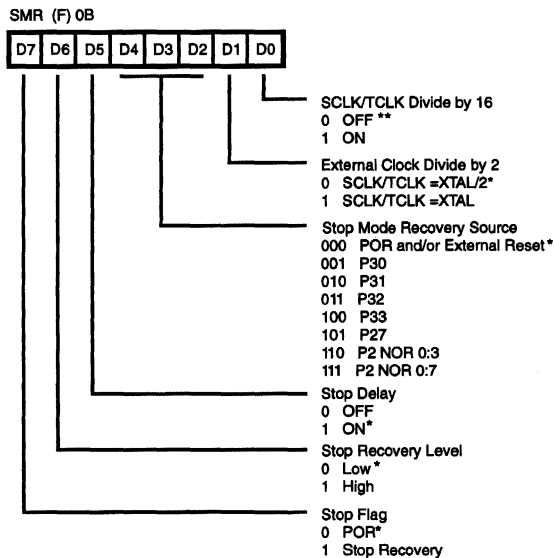 SMR (F) 0B
D7 D6 D5 D4 D3 D2 D1 D0
SCLK/TCLK Divide by 16
0 OFF **
1 ON
External Clock Divide by 2
0 SCLK/TCLK =XTAL/2*
1 SCLK/TCLK =XTAL
Stop Mode Recovery Source
000 POR and/or External Reset*
001 P30
010 P31
011 P32
100 P33
101 P27
110 P2 NOR 0:3
111 P2 NOR 0:7
Stop Delay
0 OFF
1 ON*
Stop Recovery Level
0 Low *
1 High
Stop Flag
0 POR*
1 Stop Recovery